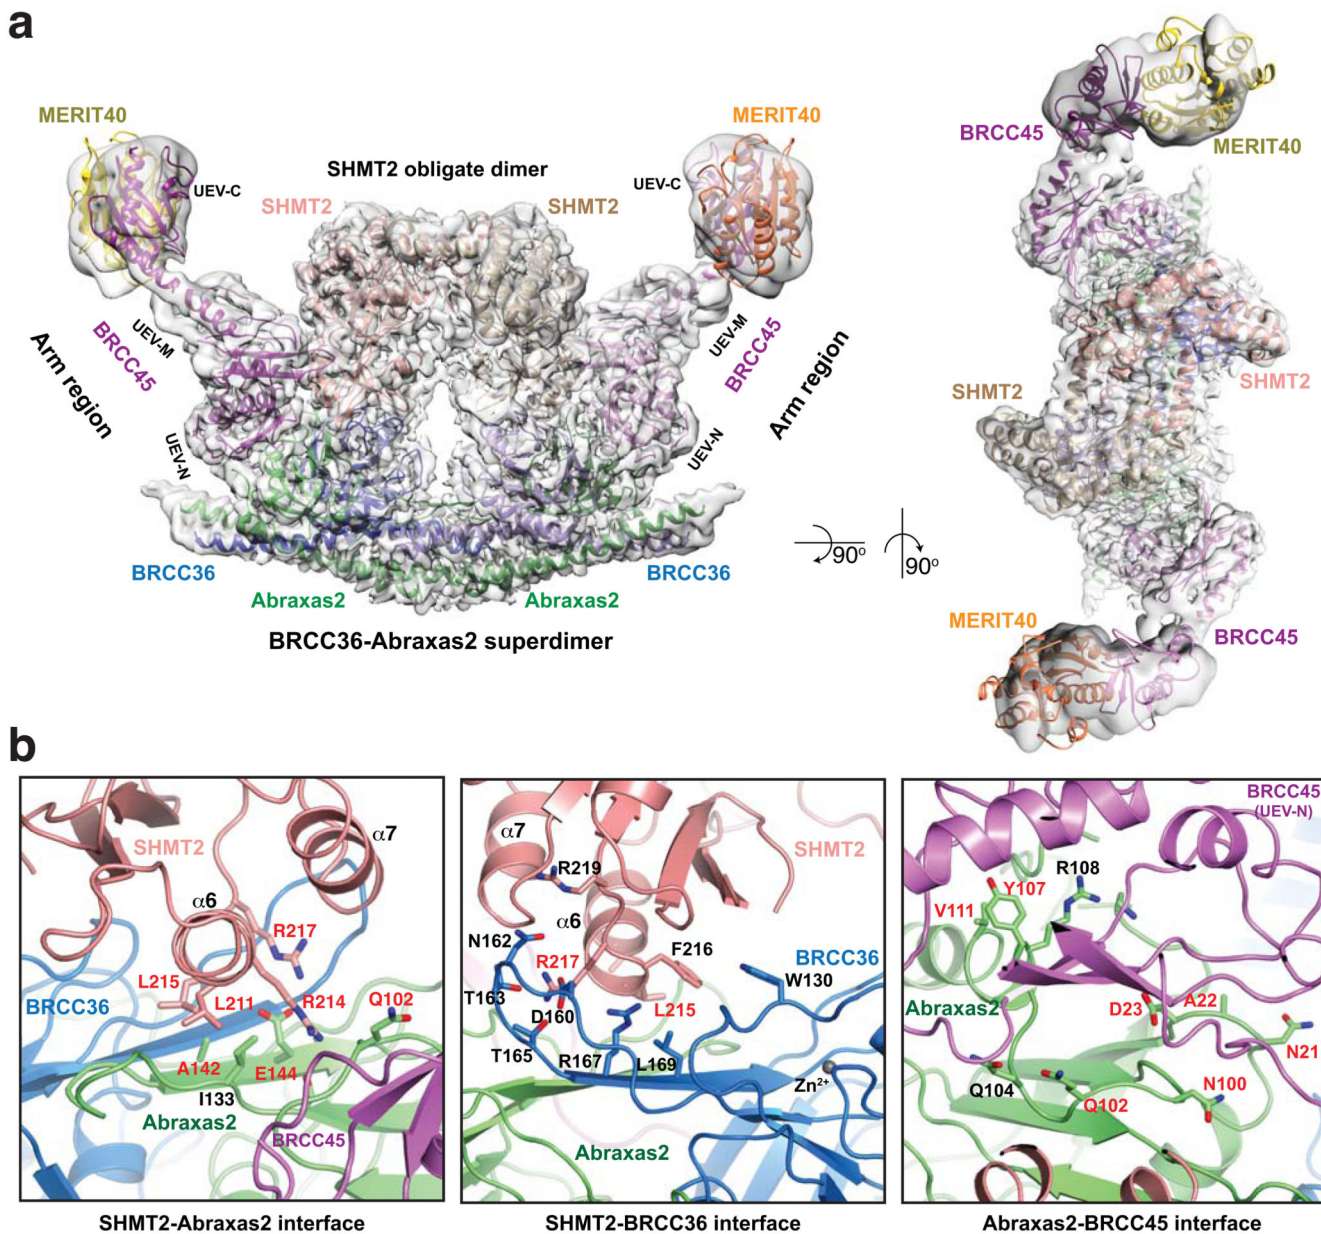 a
MERIT40
UEV-C
SHMT2 obligate dimer
SHMT2
SHMT2
UEV-C
MERIT40
BRCC45
UEV-M
UEV-N
Arm region
UEV-M
BRCC45
UEV-N
Arm region
BRCC36
Abraxas2
Abraxas2
BRCC36
BRCC36-Abraxas2 superdimer
90º
90º
BRCC45
MERIT40
SHMT2
SHMT2
MERIT40
BRCC45
b
SHMT2
α7
α6
R217
L215
L211
R214
Q102
BRCC36
A142
E144
I133
Abraxas2
BRCC45
SHMT2-Abraxas2 interface
α7
R219
SHMT2
α6
N162
F216
R217
BRCC36
W130
T163
D160
L215
T165
R167
L169
Zn²⁺
Abraxas2
SHMT2-BRCC36 interface
BRCC45
(UEV-N)
R108
Y107
V111
Abraxas2
D23
A22
N21
Q104
Q102
N100
Abraxas2-BRCC45 interface